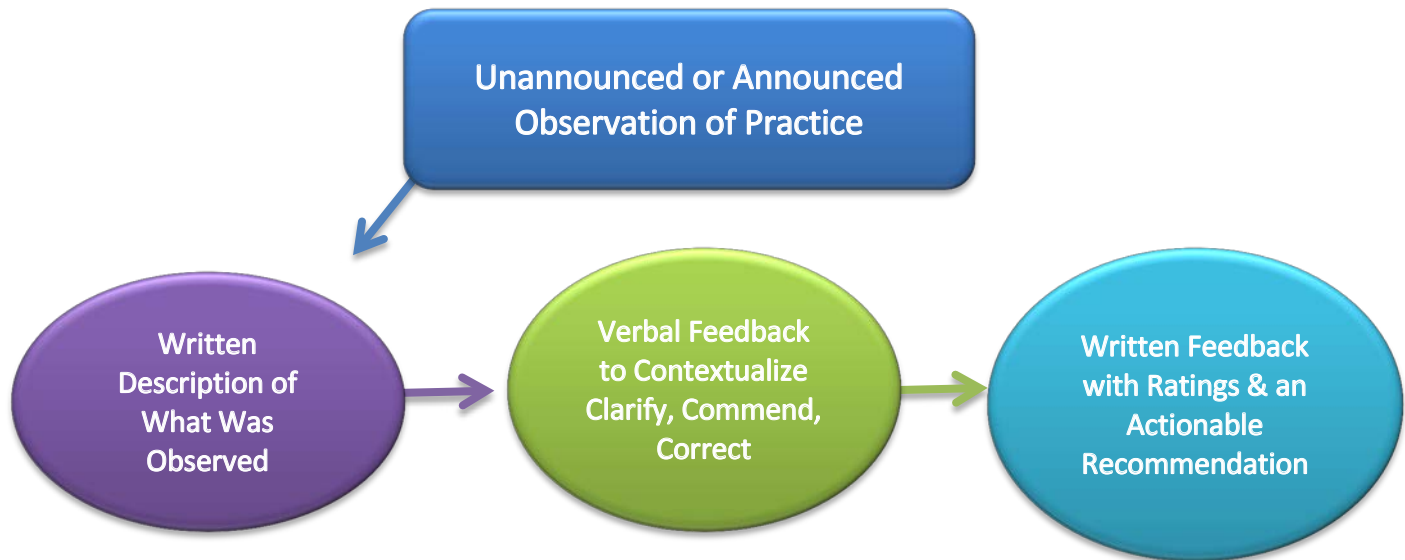 Unannounced or Announced
Observation of Practice
Written
Description of
What Was
Observed
Verbal Feedback
to Contextualize
Clarify, Commend,
Correct
Written Feedback
with Ratings & an
Actionable
Recommendation